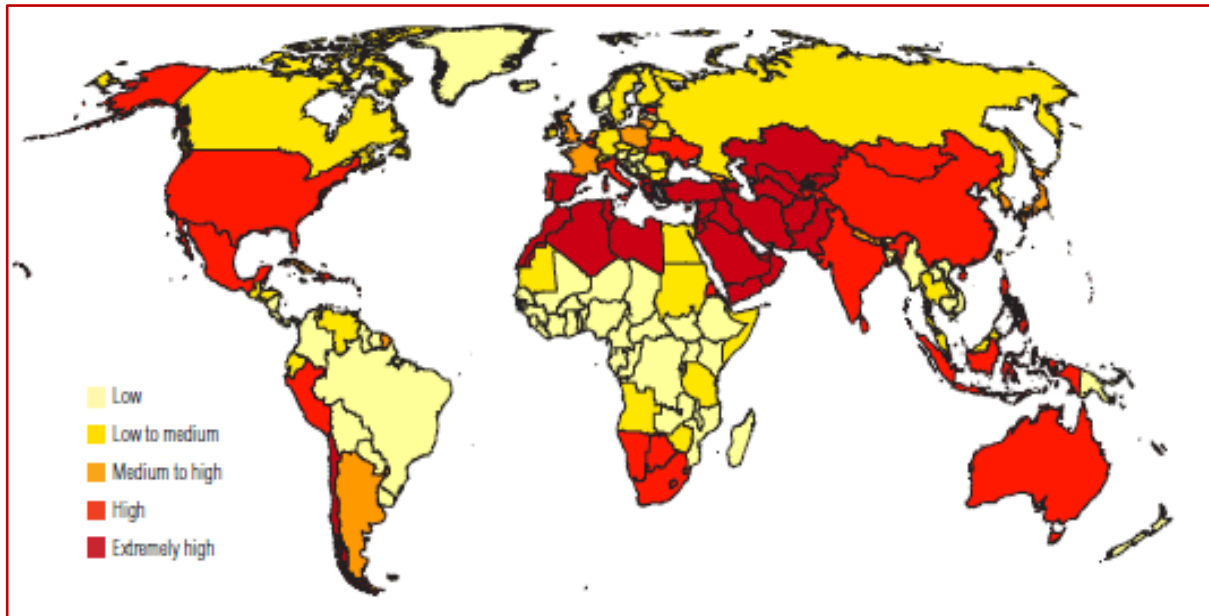 Low
Low to medium
Medium to high
High
Extremely high